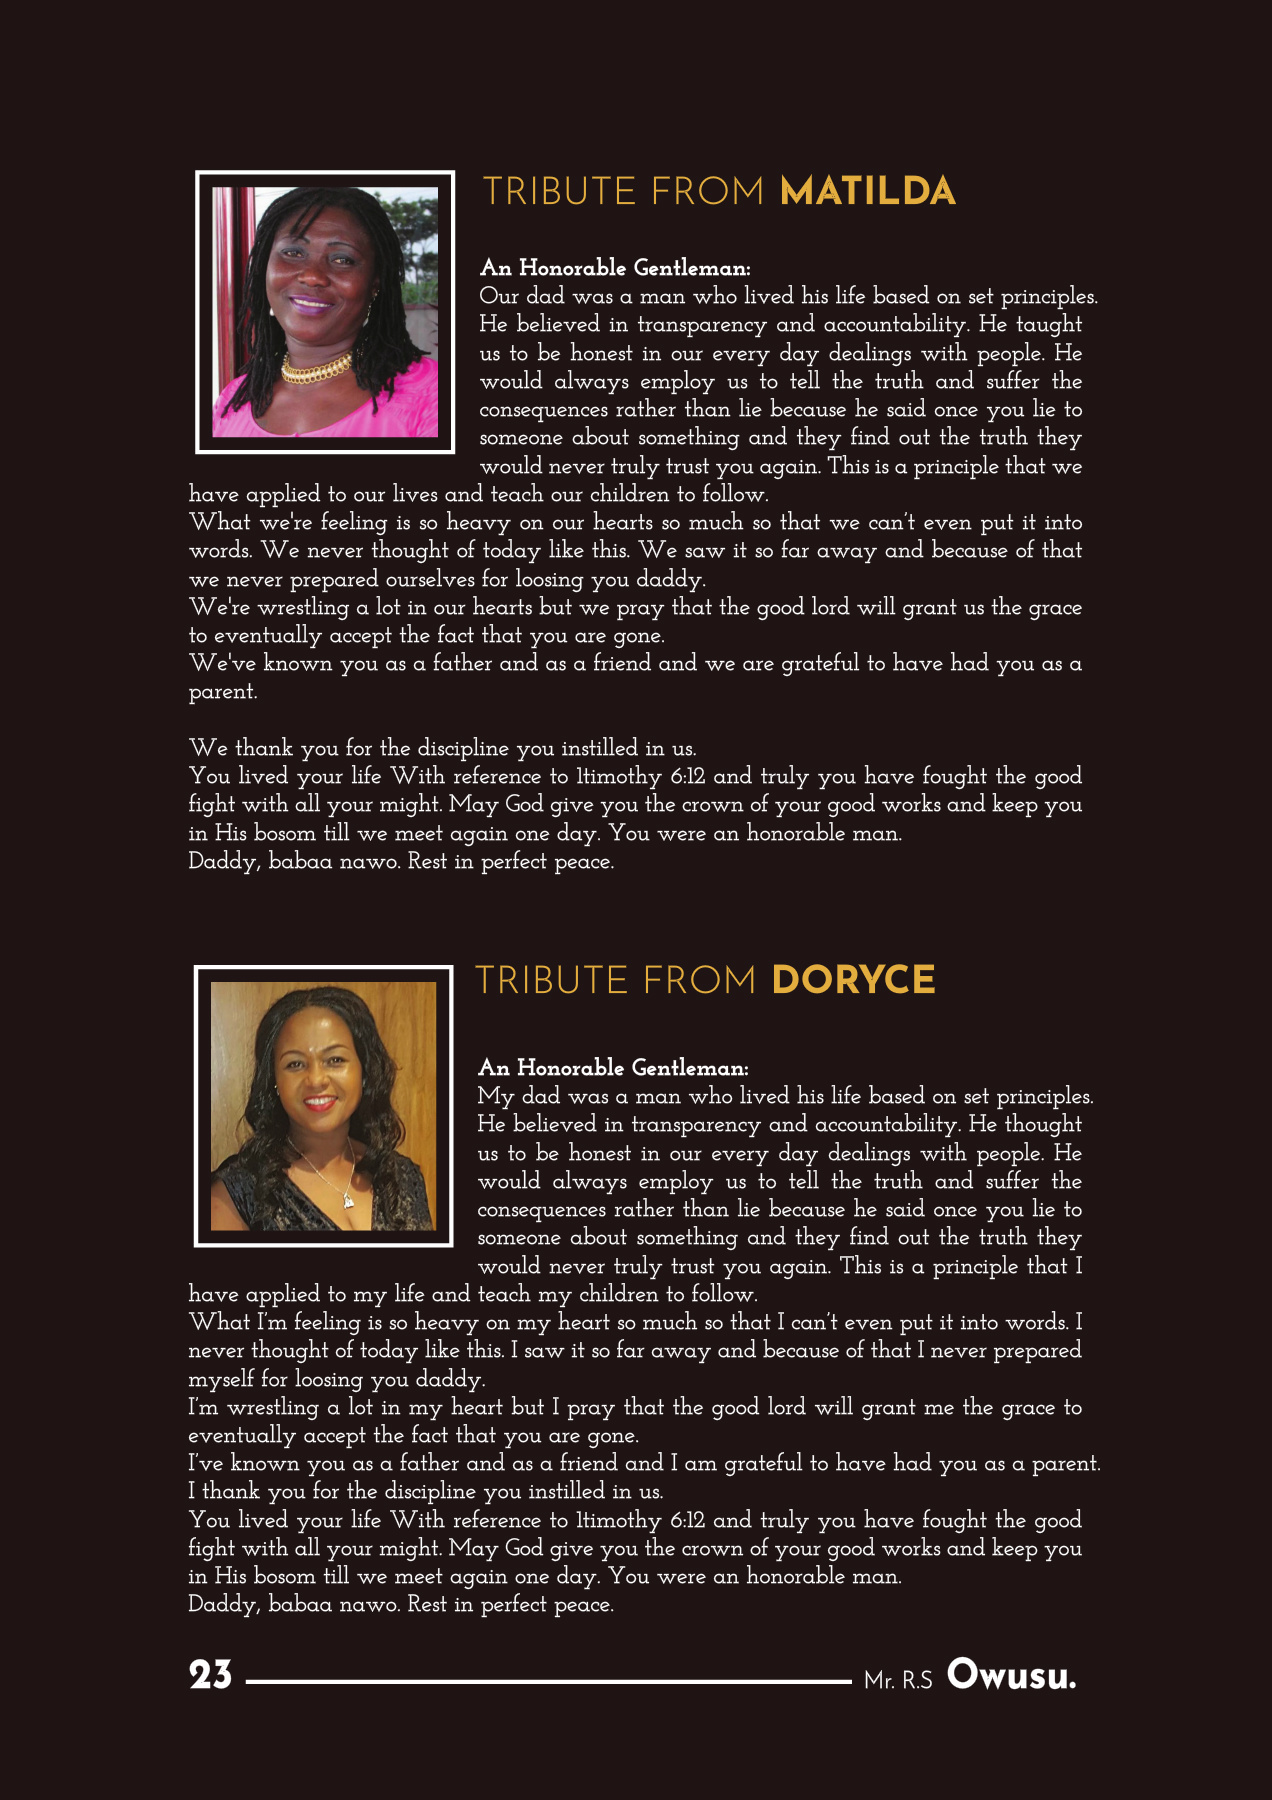 TRIBUTE FROM MATILDA
An Honorable Gentleman:
Our dad was a man who lived his life based on set principles.
He believed in transparency and accountability. He taught
us to be honest in our every day dealings with people. He
would always employ us to tell the truth and suffer the
consequences rather than lie because he said once you lie to
someone about something and they find out the truth they
would never truly trust you again. This is a principle that we
have applied to our lives and teach our children to follow.
What we're feeling is so heavy on our hearts so much so that we can’t even put it into
words. We never thought of today like this. We saw it so far away and because of that
we never prepared ourselves for loosing you daddy.
We're wrestling a lot in our hearts but we pray that the good lord will grant us the grace
to eventually accept the fact that you are gone.
We've known you as a father and as a friend and we are grateful to have had you as a
parent.
We thank you for the discipline you instilled in us.
You lived your life With reference to 1timothy 6:12 and truly you have fought the good
fight with all your might. May God give you the crown of your good works and keep you
in His bosom till we meet again one day. You were an honorable man.
Daddy, babaa nawo. Rest in perfect peace.
TRIBUTE FROM DORYCE
An Honorable Gentleman:
My dad was a man who lived his life based on set principles.
He believed in transparency and accountability. He thought
us to be honest in our every day dealings with people. He
would always employ us to tell the truth and suffer the
consequences rather than lie because he said once you lie to
someone about something and they find out the truth they
would never truly trust you again. This is a principle that I
have applied to my life and teach my children to follow.
What I’m feeling is so heavy on my heart so much so that I can’t even put it into words. I
never thought of today like this. I saw it so far away and because of that I never prepared
myself for loosing you daddy.
I’m wrestling a lot in my heart but I pray that the good lord will grant me the grace to
eventually accept the fact that you are gone.
I’ve known you as a father and as a friend and I am grateful to have had you as a parent.
I thank you for the discipline you instilled in us.
You lived your life With reference to 1timothy 6:12 and truly you have fought the good
fight with all your might. May God give you the crown of your good works and keep you
in His bosom till we meet again one day. You were an honorable man.
Daddy, babaa nawo. Rest in perfect peace.
23 Mr. R.S Owusu.